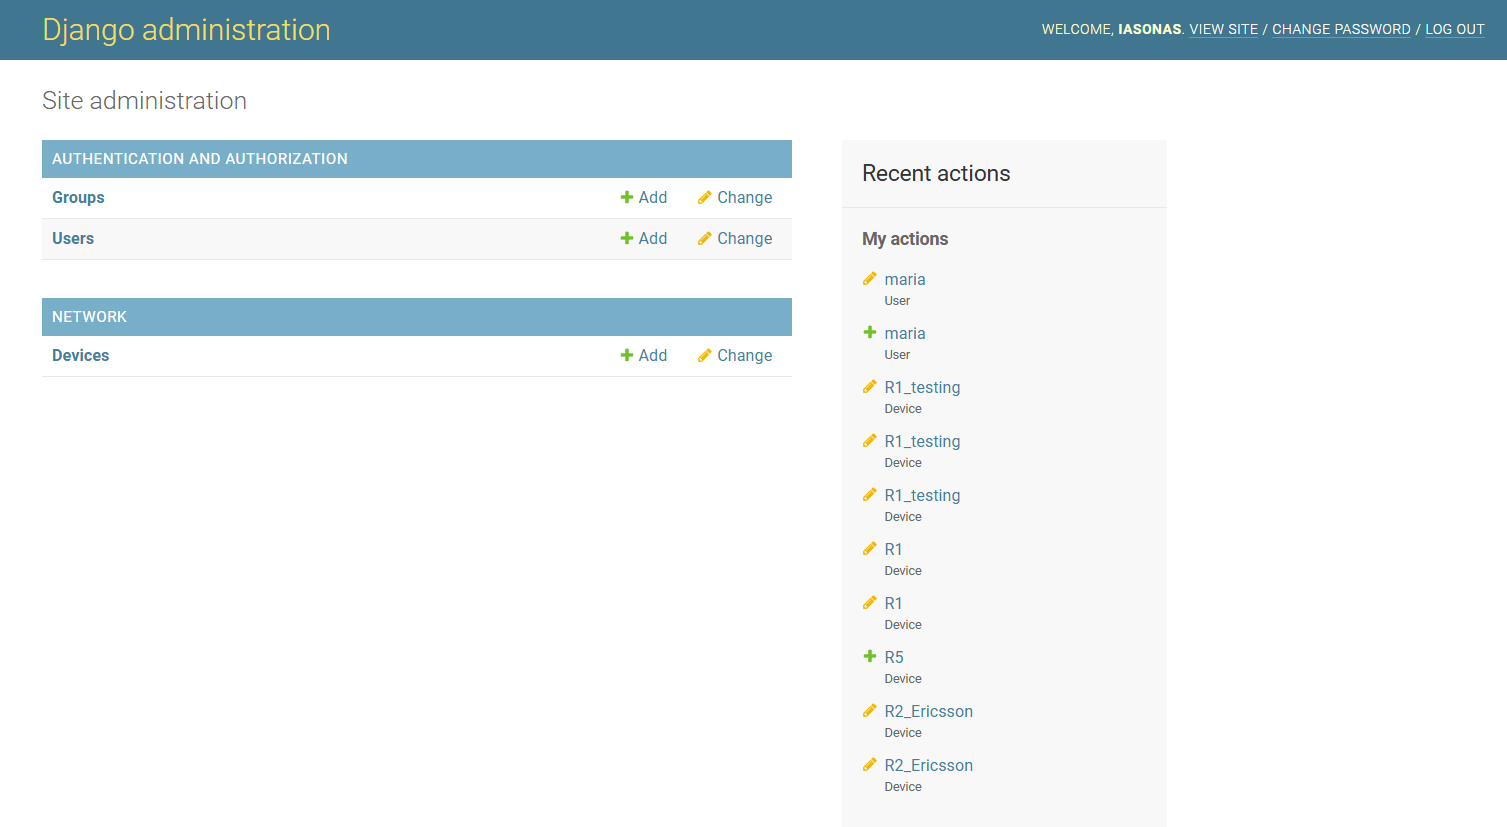 Django administration
WELCOME, IASONAS. VIEW SITE / CHANGE PASSWORD / LOG OUT
Site administration
AUTHENTICATION AND AUTHORIZATION
Groups Add Change
Users Add Change
NETWORK
Devices Add Change
Recent actions
My actions
maria
User
maria
User
R1_testing
Device
R1_testing
Device
R1_testing
Device
R1
Device
R1
Device
R5
Device
R2_Ericsson
Device
R2_Ericsson
Device